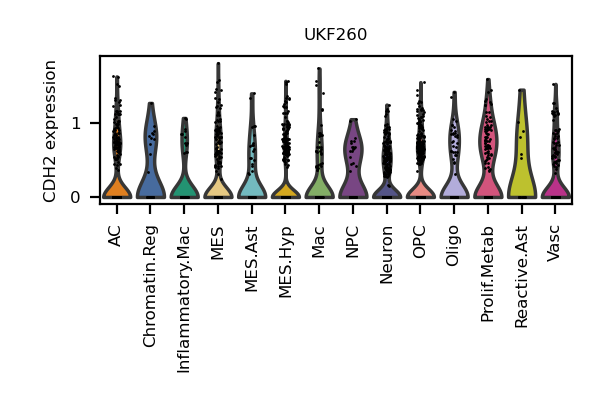 UKF260
CDH2 expression
1
0
AC
Chromatin.Reg
Inflammatory.Mac
MES
MES.Ast
MES.Hyp
Mac
NPC
Neuron
OPC
Oligo
Prolif.Metab
Reactive.Ast
Vasc